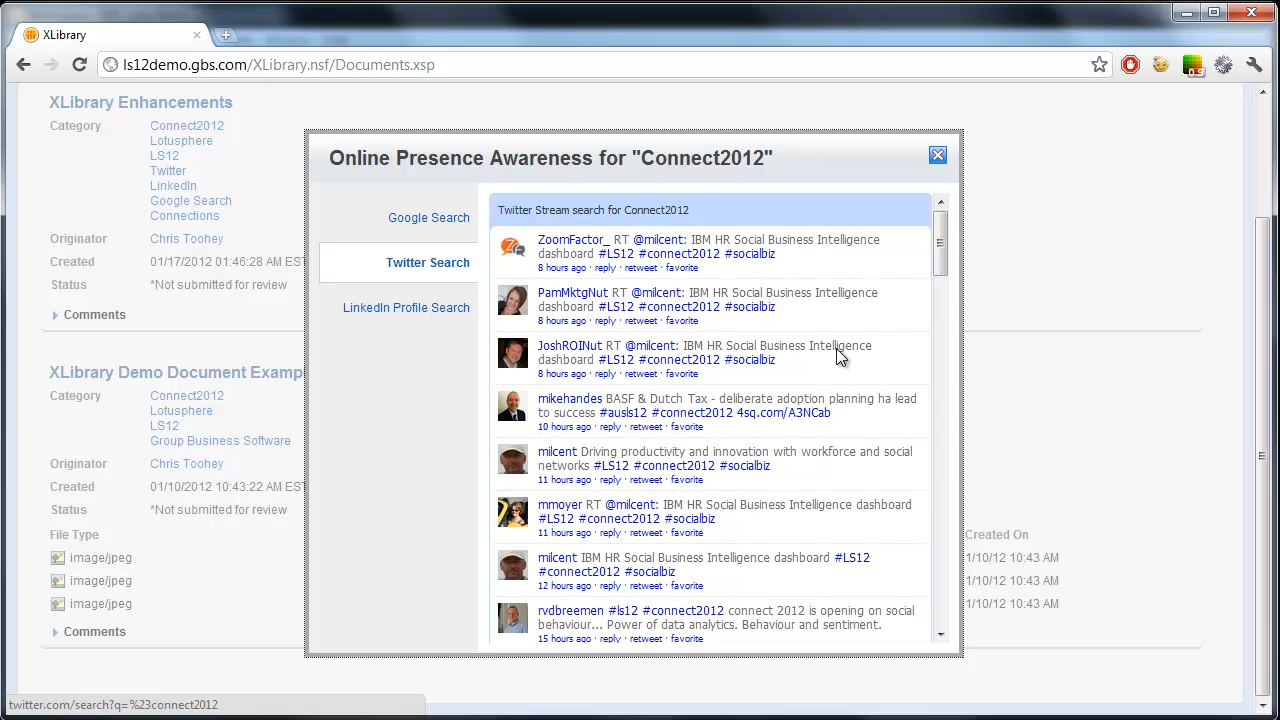 XLibrary
ls12demo.gbs.com/XLibrary.nsf/Documents.xsp
0.9
XLibrary Enhancements
Category
Connect2012
Lotusphere
LS12
Twitter
LinkedIn
Google Search
Connections
Originator
Chris Toohey
Created
01/17/2012 01:46:28 AM EST
Status
*Not submitted for review
Comments
XLibrary Demo Document Examp
Category
Connect2012
Lotusphere
LS12
Group Business Software
Originator
Chris Toohey
Created
01/10/2012 10:43:22 AM EST
Status
*Not submitted for review
File Type
Created On
image/jpeg
1/10/12 10:43 AM
image/jpeg
1/10/12 10:43 AM
image/jpeg
1/10/12 10:43 AM
Comments
Online Presence Awareness for "Connect2012"
Google Search
Twitter Search
LinkedIn Profile Search
Twitter Stream search for Connect2012
ZoomFactor_ RT @milcent: IBM HR Social Business Intelligence
dashboard #LS12 #connect2012 #socialbiz
8 hours ago · reply · retweet · favorite
PamMktgNut RT @milcent: IBM HR Social Business Intelligence
dashboard #LS12 #connect2012 #socialbiz
8 hours ago · reply · retweet · favorite
JoshROINut RT @milcent: IBM HR Social Business Intelligence
dashboard #LS12 #connect2012 #socialbiz
8 hours ago · reply · retweet · favorite
mikehandes BASF & Dutch Tax - deliberate adoption planning ha lead
to success #ausls12 #connect2012 4sq.com/A3NCab
10 hours ago · reply · retweet · favorite
milcent Driving productivity and innovation with workforce and social
networks #LS12 #connect2012 #socialbiz
11 hours ago · reply · retweet · favorite
mmoyer RT @milcent: IBM HR Social Business Intelligence dashboard
#LS12 #connect2012 #socialbiz
11 hours ago · reply · retweet · favorite
milcent IBM HR Social Business Intelligence dashboard #LS12
#connect2012 #socialbiz
12 hours ago · reply · retweet · favorite
rvdbreemen #ls12 #connect2012 connect 2012 is opening on social
behaviour... Power of data analytics. Behaviour and sentiment.
15 hours ago · reply · retweet · favorite
twitter.com/search?q=%23connect2012